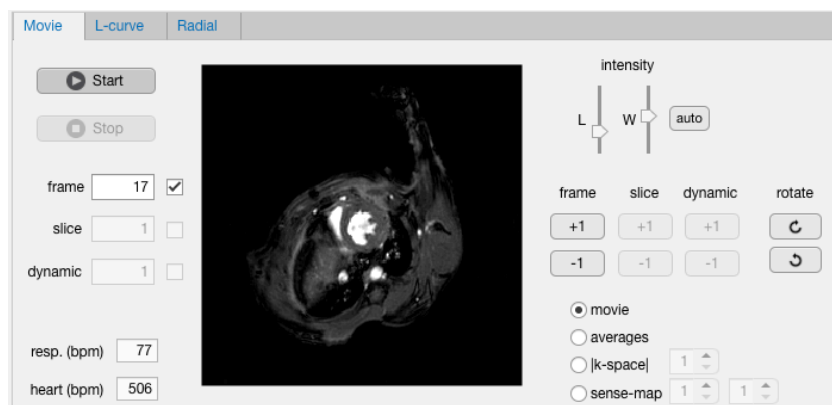 Movie L-curve Radial
Start
intensity
Stop
L W auto
frame 17
frame slice dynamic rotate
slice 1
+1 +1 +1
dynamic 1
-1 -1 -1
movie
averages
resp. (bpm) 77
|k-space| 1
heart (bpm) 506
sense-map 1 1